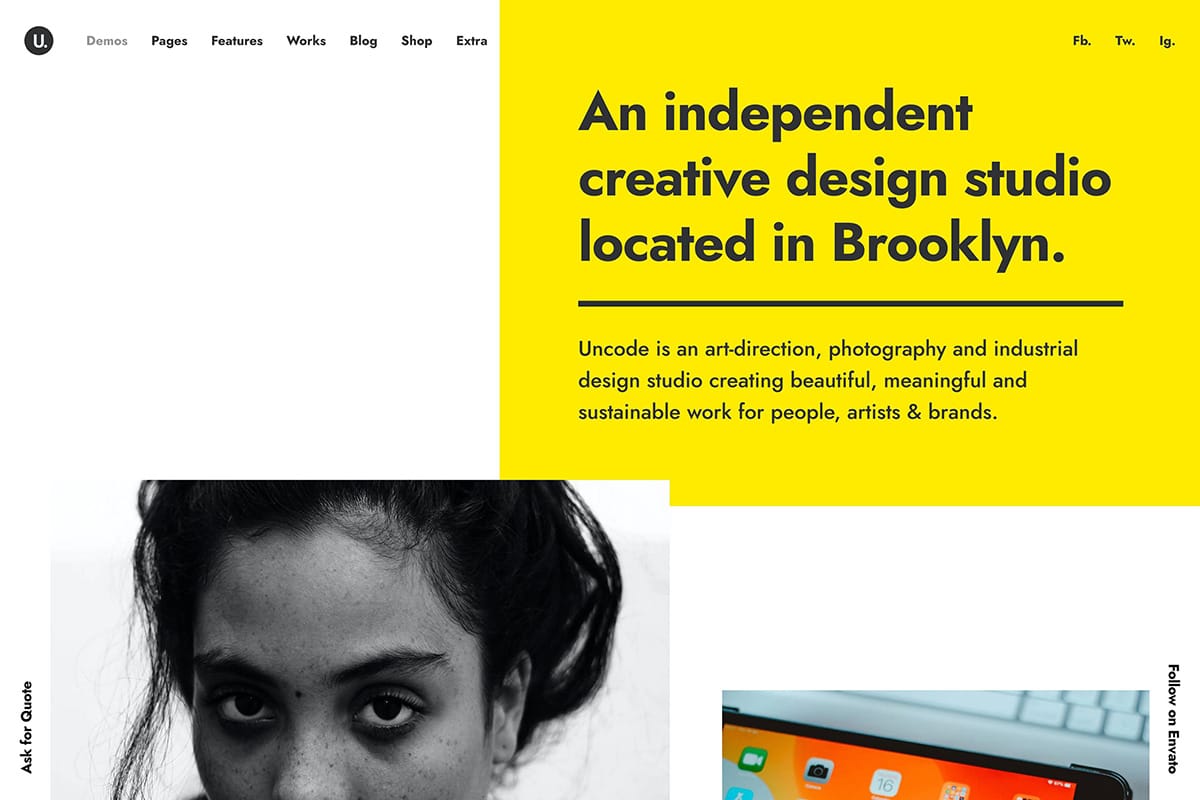 U.
Demos Pages Features Works Blog Shop Extra
Fb. Tw. Ig.
An independent
creative design studio
located in Brooklyn.
Uncode is an art-direction, photography and industrial
design studio creating beautiful, meaningful and
sustainable work for people, artists & brands.
Ask for Quote
Follow on Envato
16